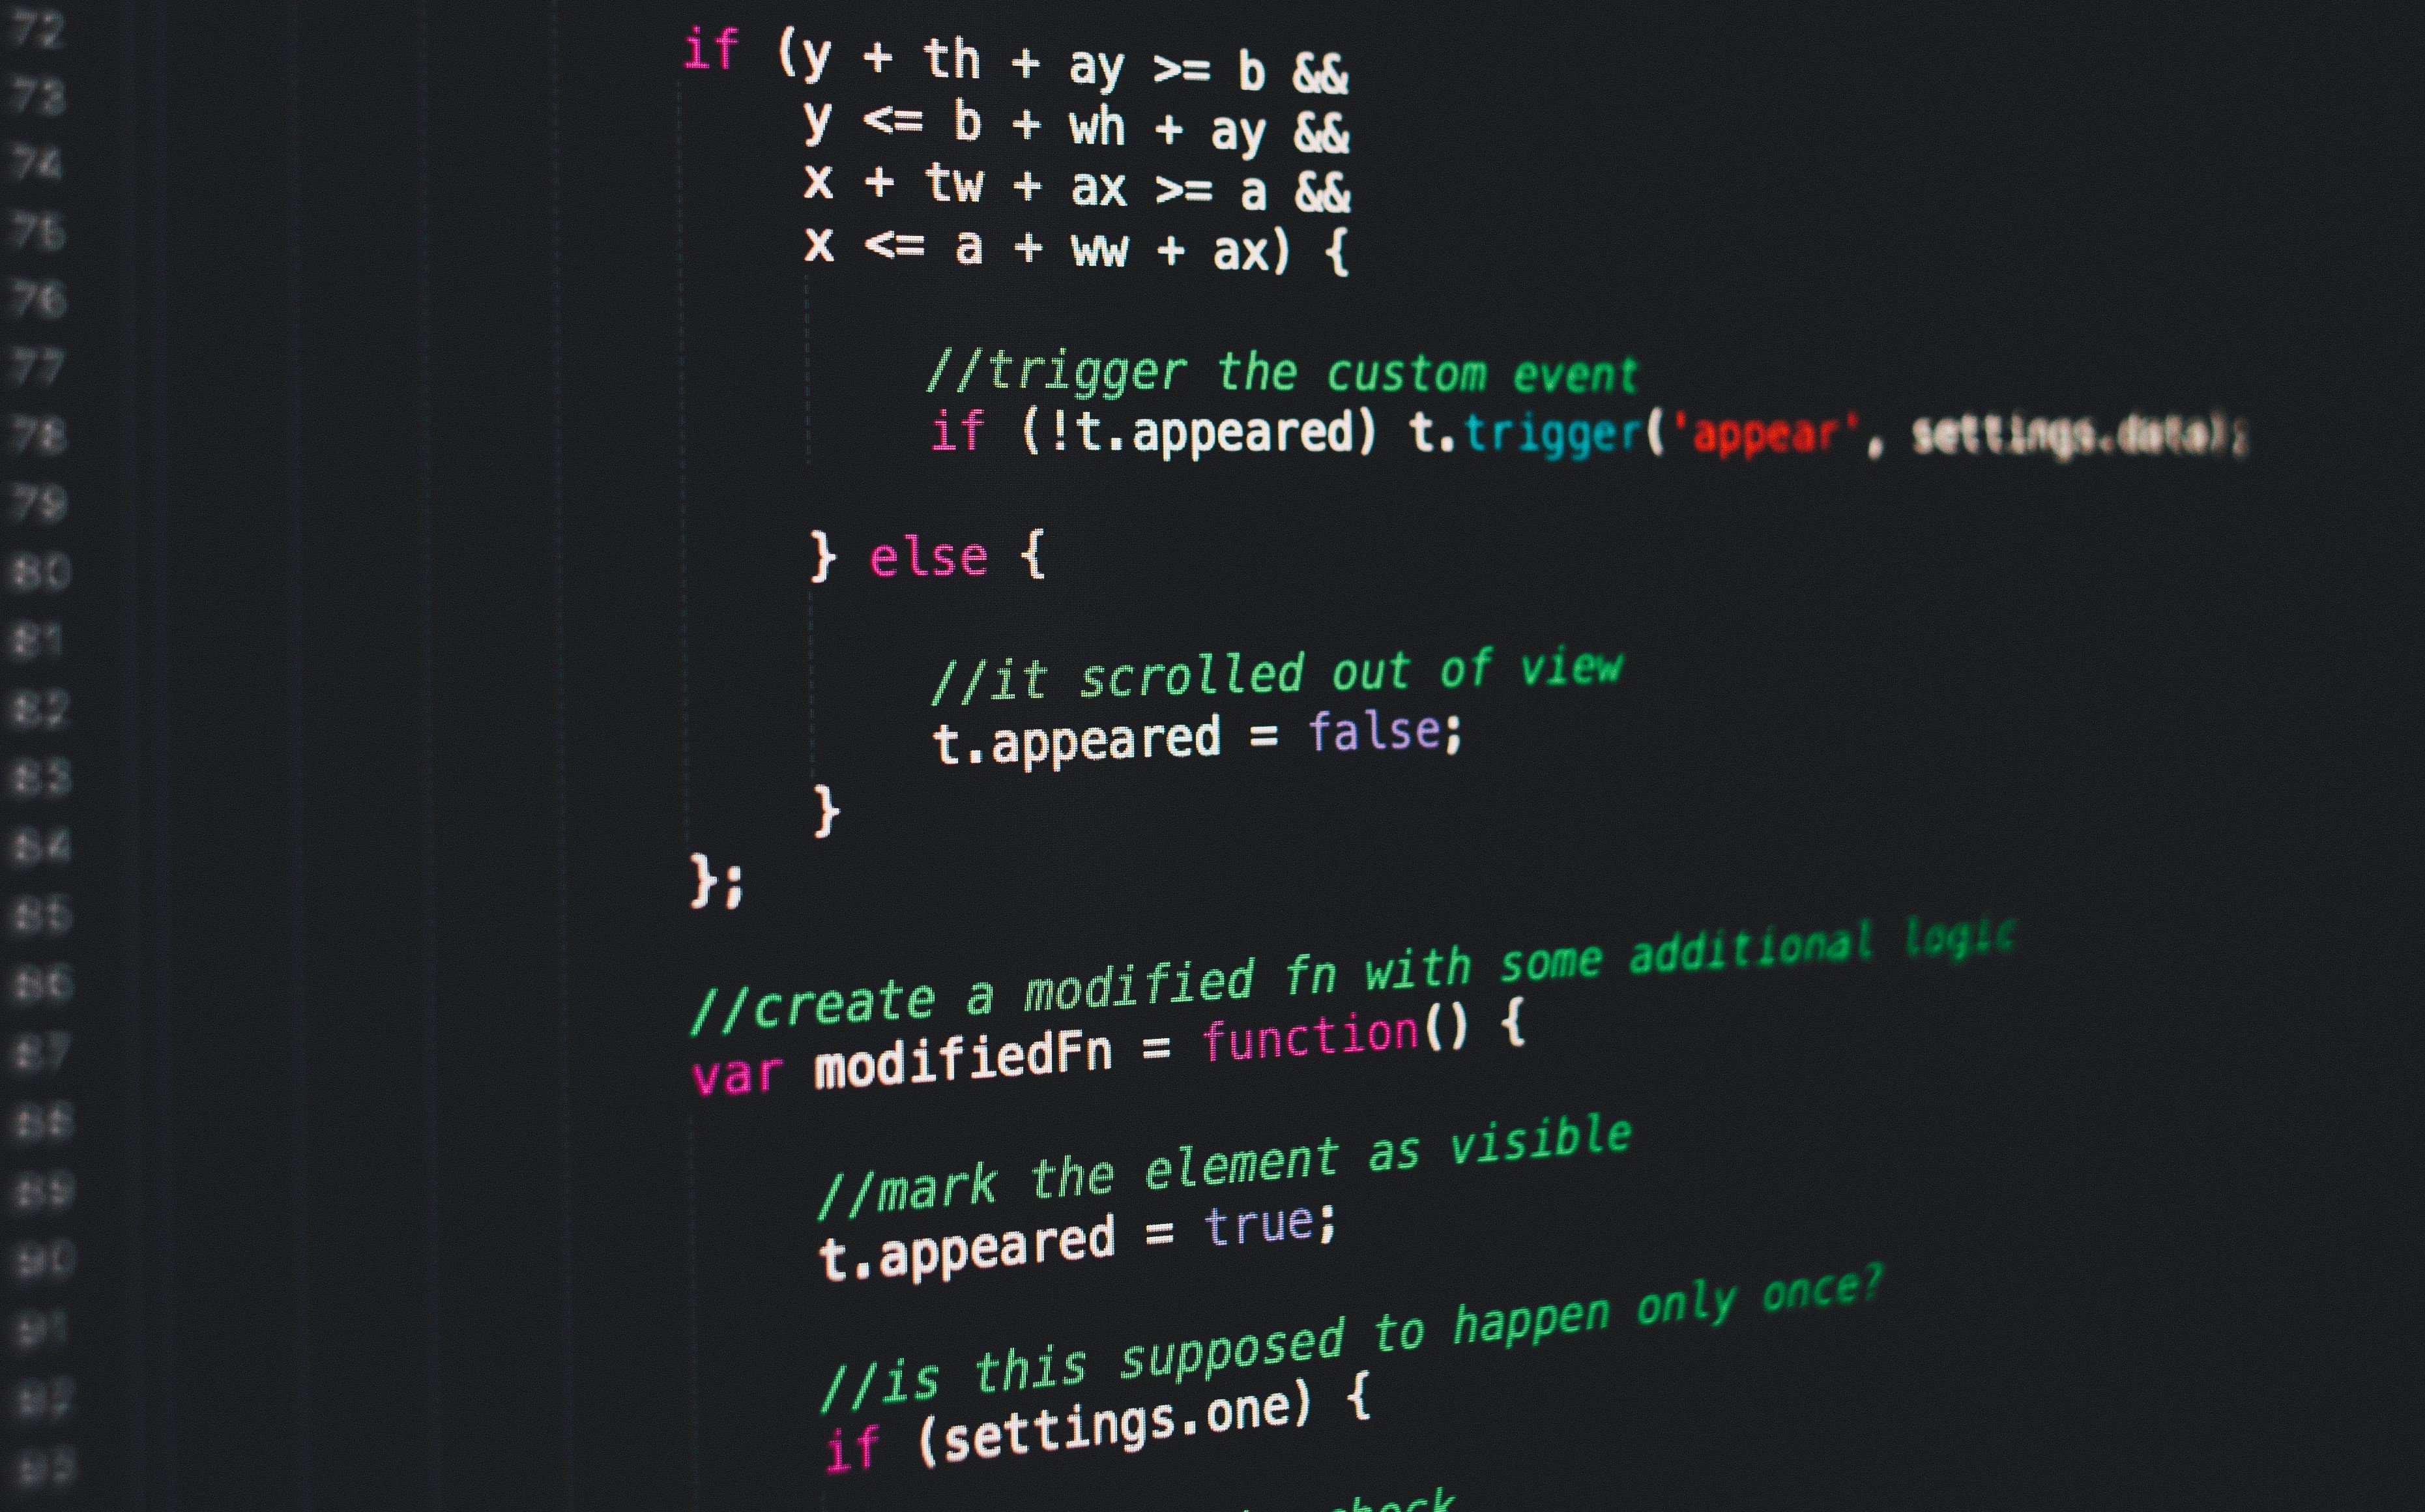 72 if (y + th + ay >= b &&
73 y <= b + wh + ay &&
74 x + tw + ax >= a &&
75 x <= a + ww + ax) {
76
77 //trigger the custom event
78 if (!t.appeared) t.trigger('appear', settings.data);
79
80 } else {
81
82 //it scrolled out of view
83 t.appeared = false;
84 }
85 };
86 //create a modified fn with some additional logic
87 var modifiedFn = function() {
88
89 //mark the element as visible
90 t.appeared = true;
91
92 //is this supposed to happen only once?
93 if (settings.one) {
check